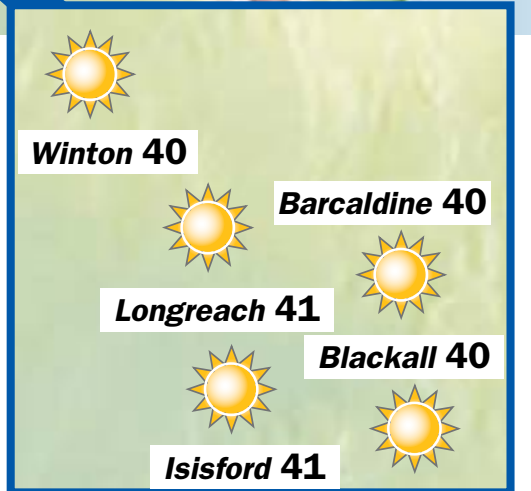 Winton 40
Barcaldine 40
Longreach 41
Blackall 40
Isisford 41